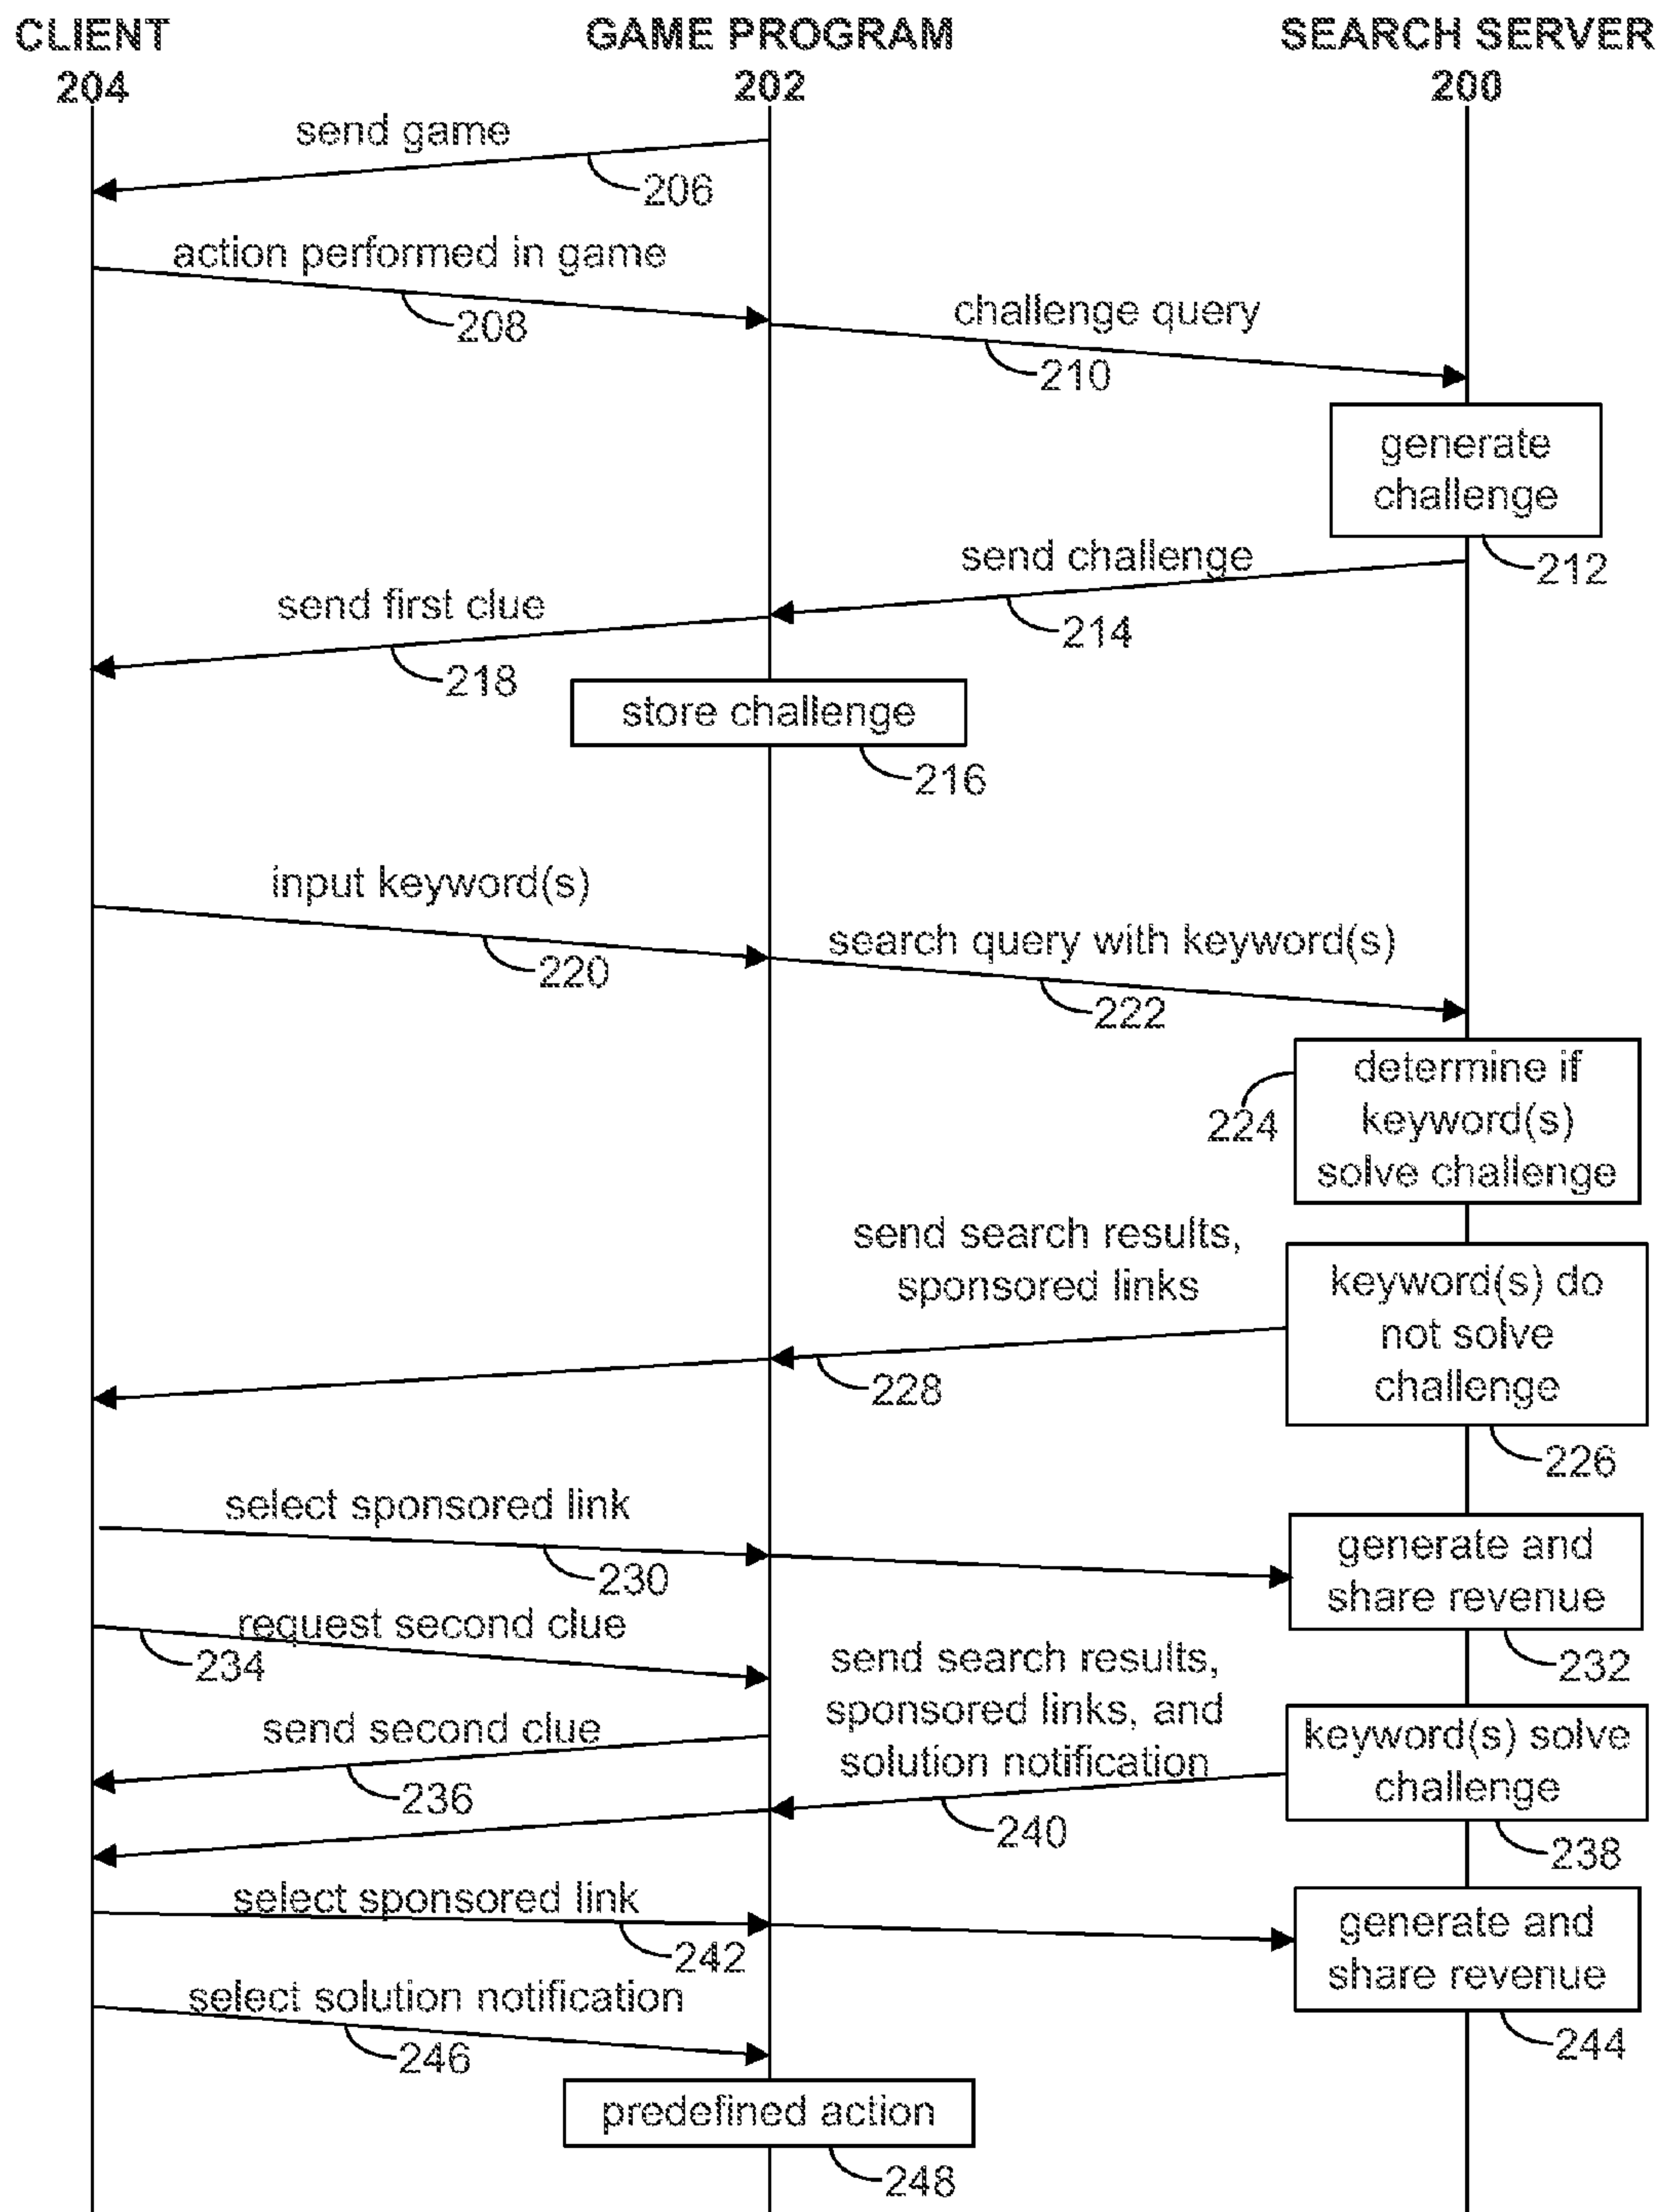 CLIENT
204
GAME PROGRAM
202
SEARCH SERVER
200
send game
206
action performed in game
208
challenge query
210
generate
challenge
212
send challenge
214
send first clue
218
store challenge
216
input keyword(s)
220
search query with keyword(s)
222
determine if
keyword(s)
solve challenge
224
send search results,
sponsored links
228
keyword(s) do
not solve
challenge
226
select sponsored link
230
generate and
share revenue
232
request second clue
234
send second clue
236
send search results,
sponsored links, and
solution notification
240
keyword(s) solve
challenge
238
select sponsored link
242
generate and
share revenue
244
select solution notification
246
predefined action
248